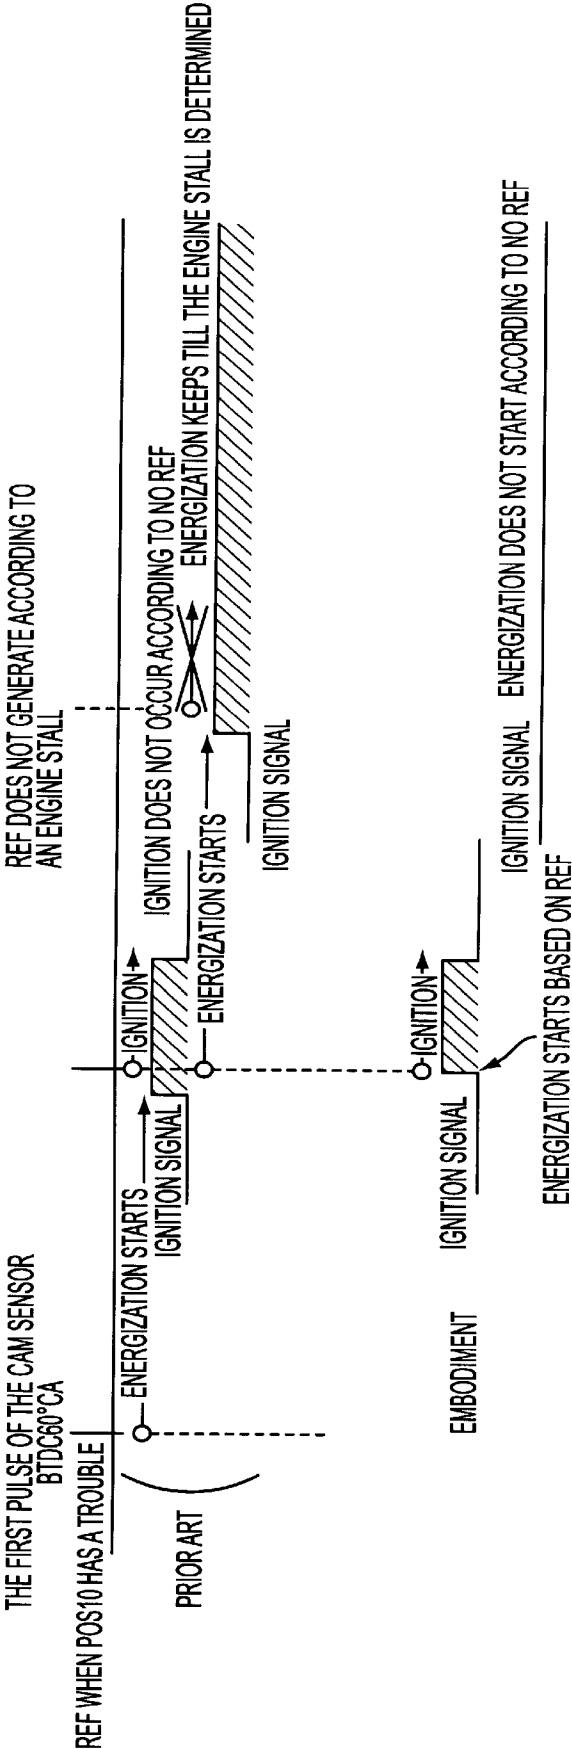 THE FIRST PULSE OF THE CAM SENSOR
BTDC60°CA
REF DOES NOT GENERATE ACCORDING TO
AN ENGINE STALL
REF WHEN POS10 HAS A TROUBLE
PRIOR ART
ENERGIZATION STARTS
IGNITION
IGNITION SIGNAL
IGNITION DOES NOT OCCUR ACCORDING TO NO REF
ENERGIZATION KEEPS TILL THE ENGINE STALL IS DETERMINED
ENERGIZATION STARTS
IGNITION SIGNAL
EMBODIMENT
IGNITION
IGNITION SIGNAL
ENERGIZATION DOES NOT START ACCORDING TO NO REF
IGNITION SIGNAL
ENERGIZATION STARTS BASED ON REF